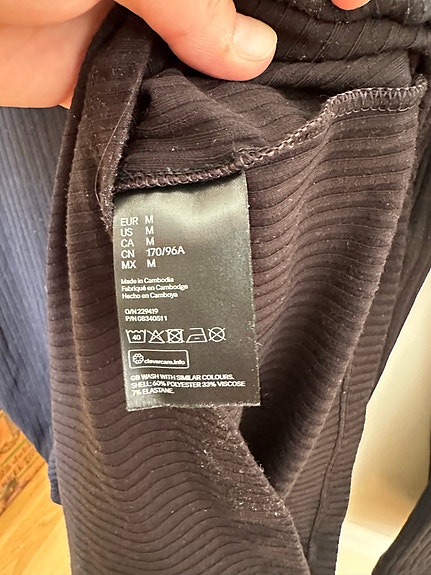 EUR M
US M
CA M
CN 170/96A
MX M
Made in Cambodia
Fabriqué en Cambodge
Hecho en Camboya
O/N 229419
P/N 08340511
40
clevercare.info
GB WASH WITH SIMILAR COLOURS.
SHELL: 60% POLYESTER 33% VISCOSE
7% ELASTANE.